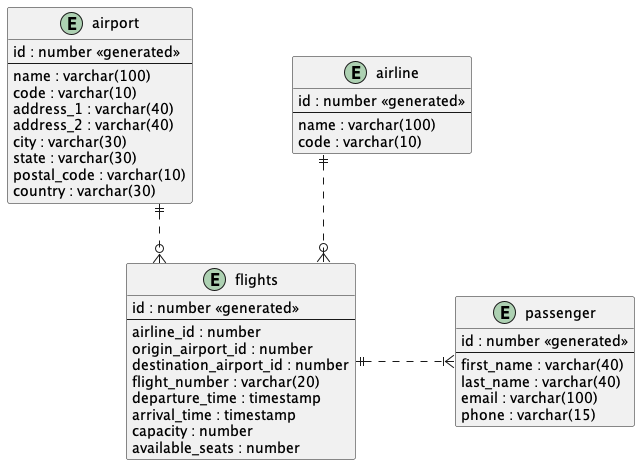 E airport
id : number «generated»
name : varchar(100)
code : varchar(10)
address_1 : varchar(40)
address_2 : varchar(40)
city : varchar(30)
state : varchar(30)
postal_code : varchar(10)
country : varchar(30)
E airline
id : number «generated»
name : varchar(100)
code : varchar(10)
E flights
id : number «generated»
airline_id : number
origin_airport_id : number
destination_airport_id : number
flight_number : varchar(20)
departure_time : timestamp
arrival_time : timestamp
capacity : number
available_seats : number
E passenger
id : number «generated»
first_name : varchar(40)
last_name : varchar(40)
email : varchar(100)
phone : varchar(15)